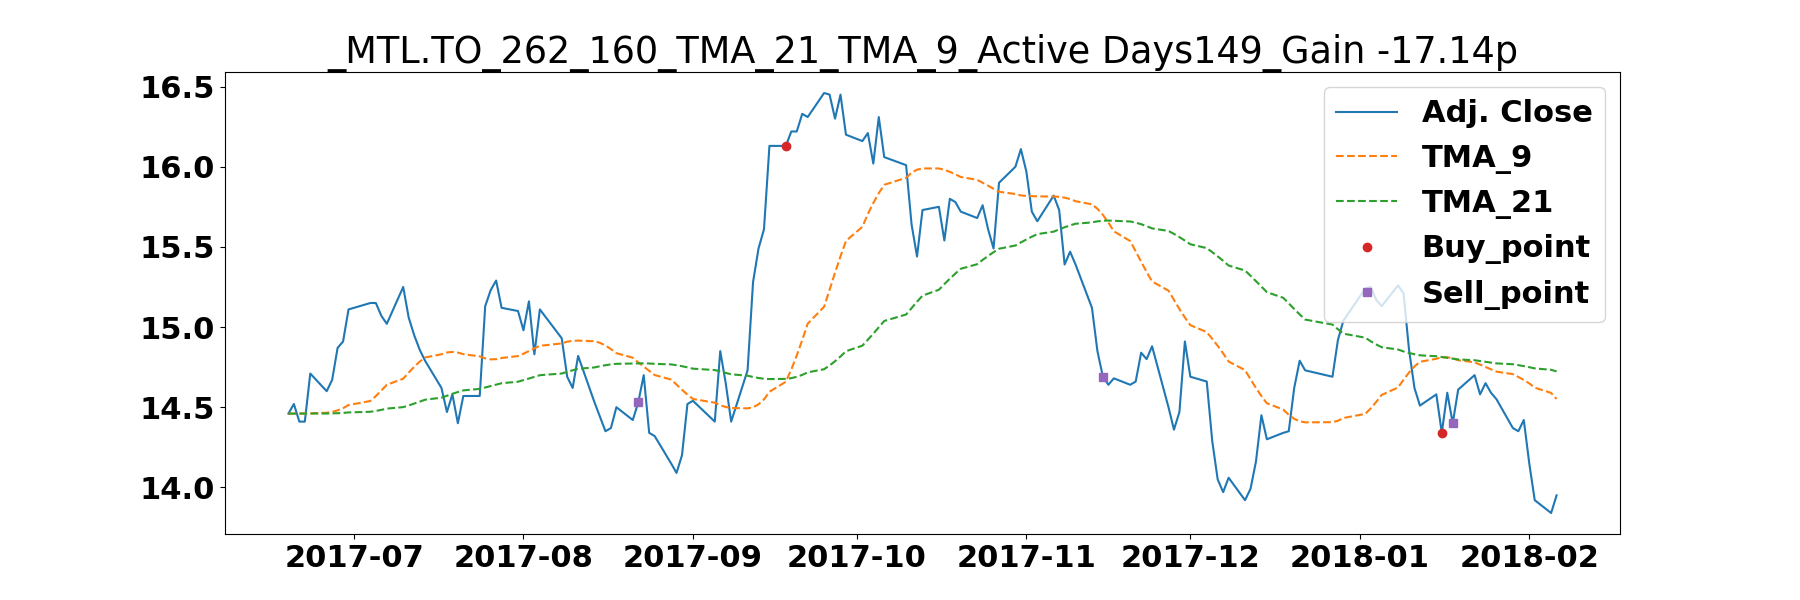 _MTL.TO_262_160_TMA_21_TMA_9_Active Days149_Gain -17.14p
16.5
16.0
15.5
15.0
14.5
14.0
Adj. Close
TMA_9
TMA_21
Buy_point
Sell_point
2017-07 2017-08 2017-09 2017-10 2017-11 2017-12 2018-01 2018-02